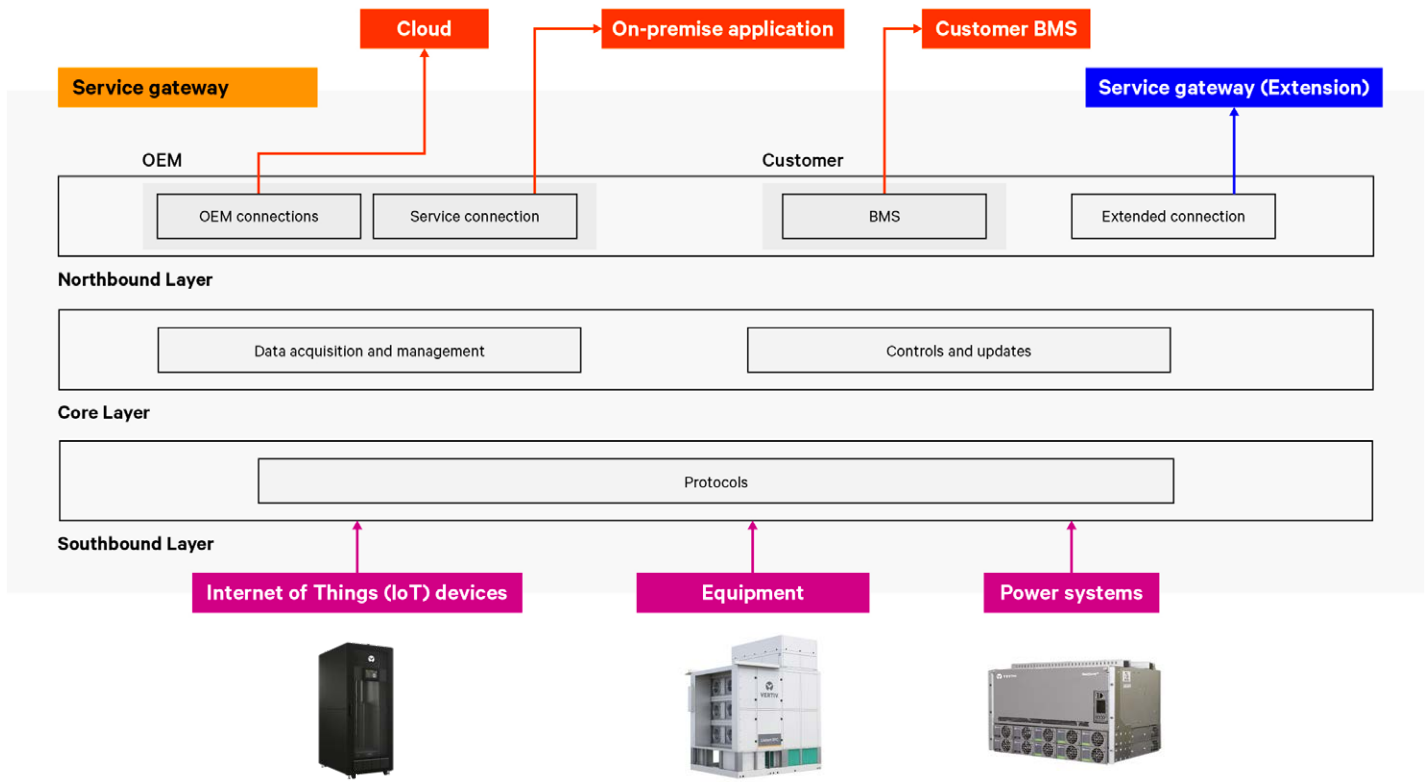 Cloud
On-premise application
Customer BMS
Service gateway
Service gateway (Extension)
OEM
Customer
OEM connections
Service connection
BMS
Extended connection
Northbound Layer
Data acquisition and management
Controls and updates
Core Layer
Protocols
Southbound Layer
Internet of Things (IoT) devices
Equipment
Power systems
VERTIV
VERTIV